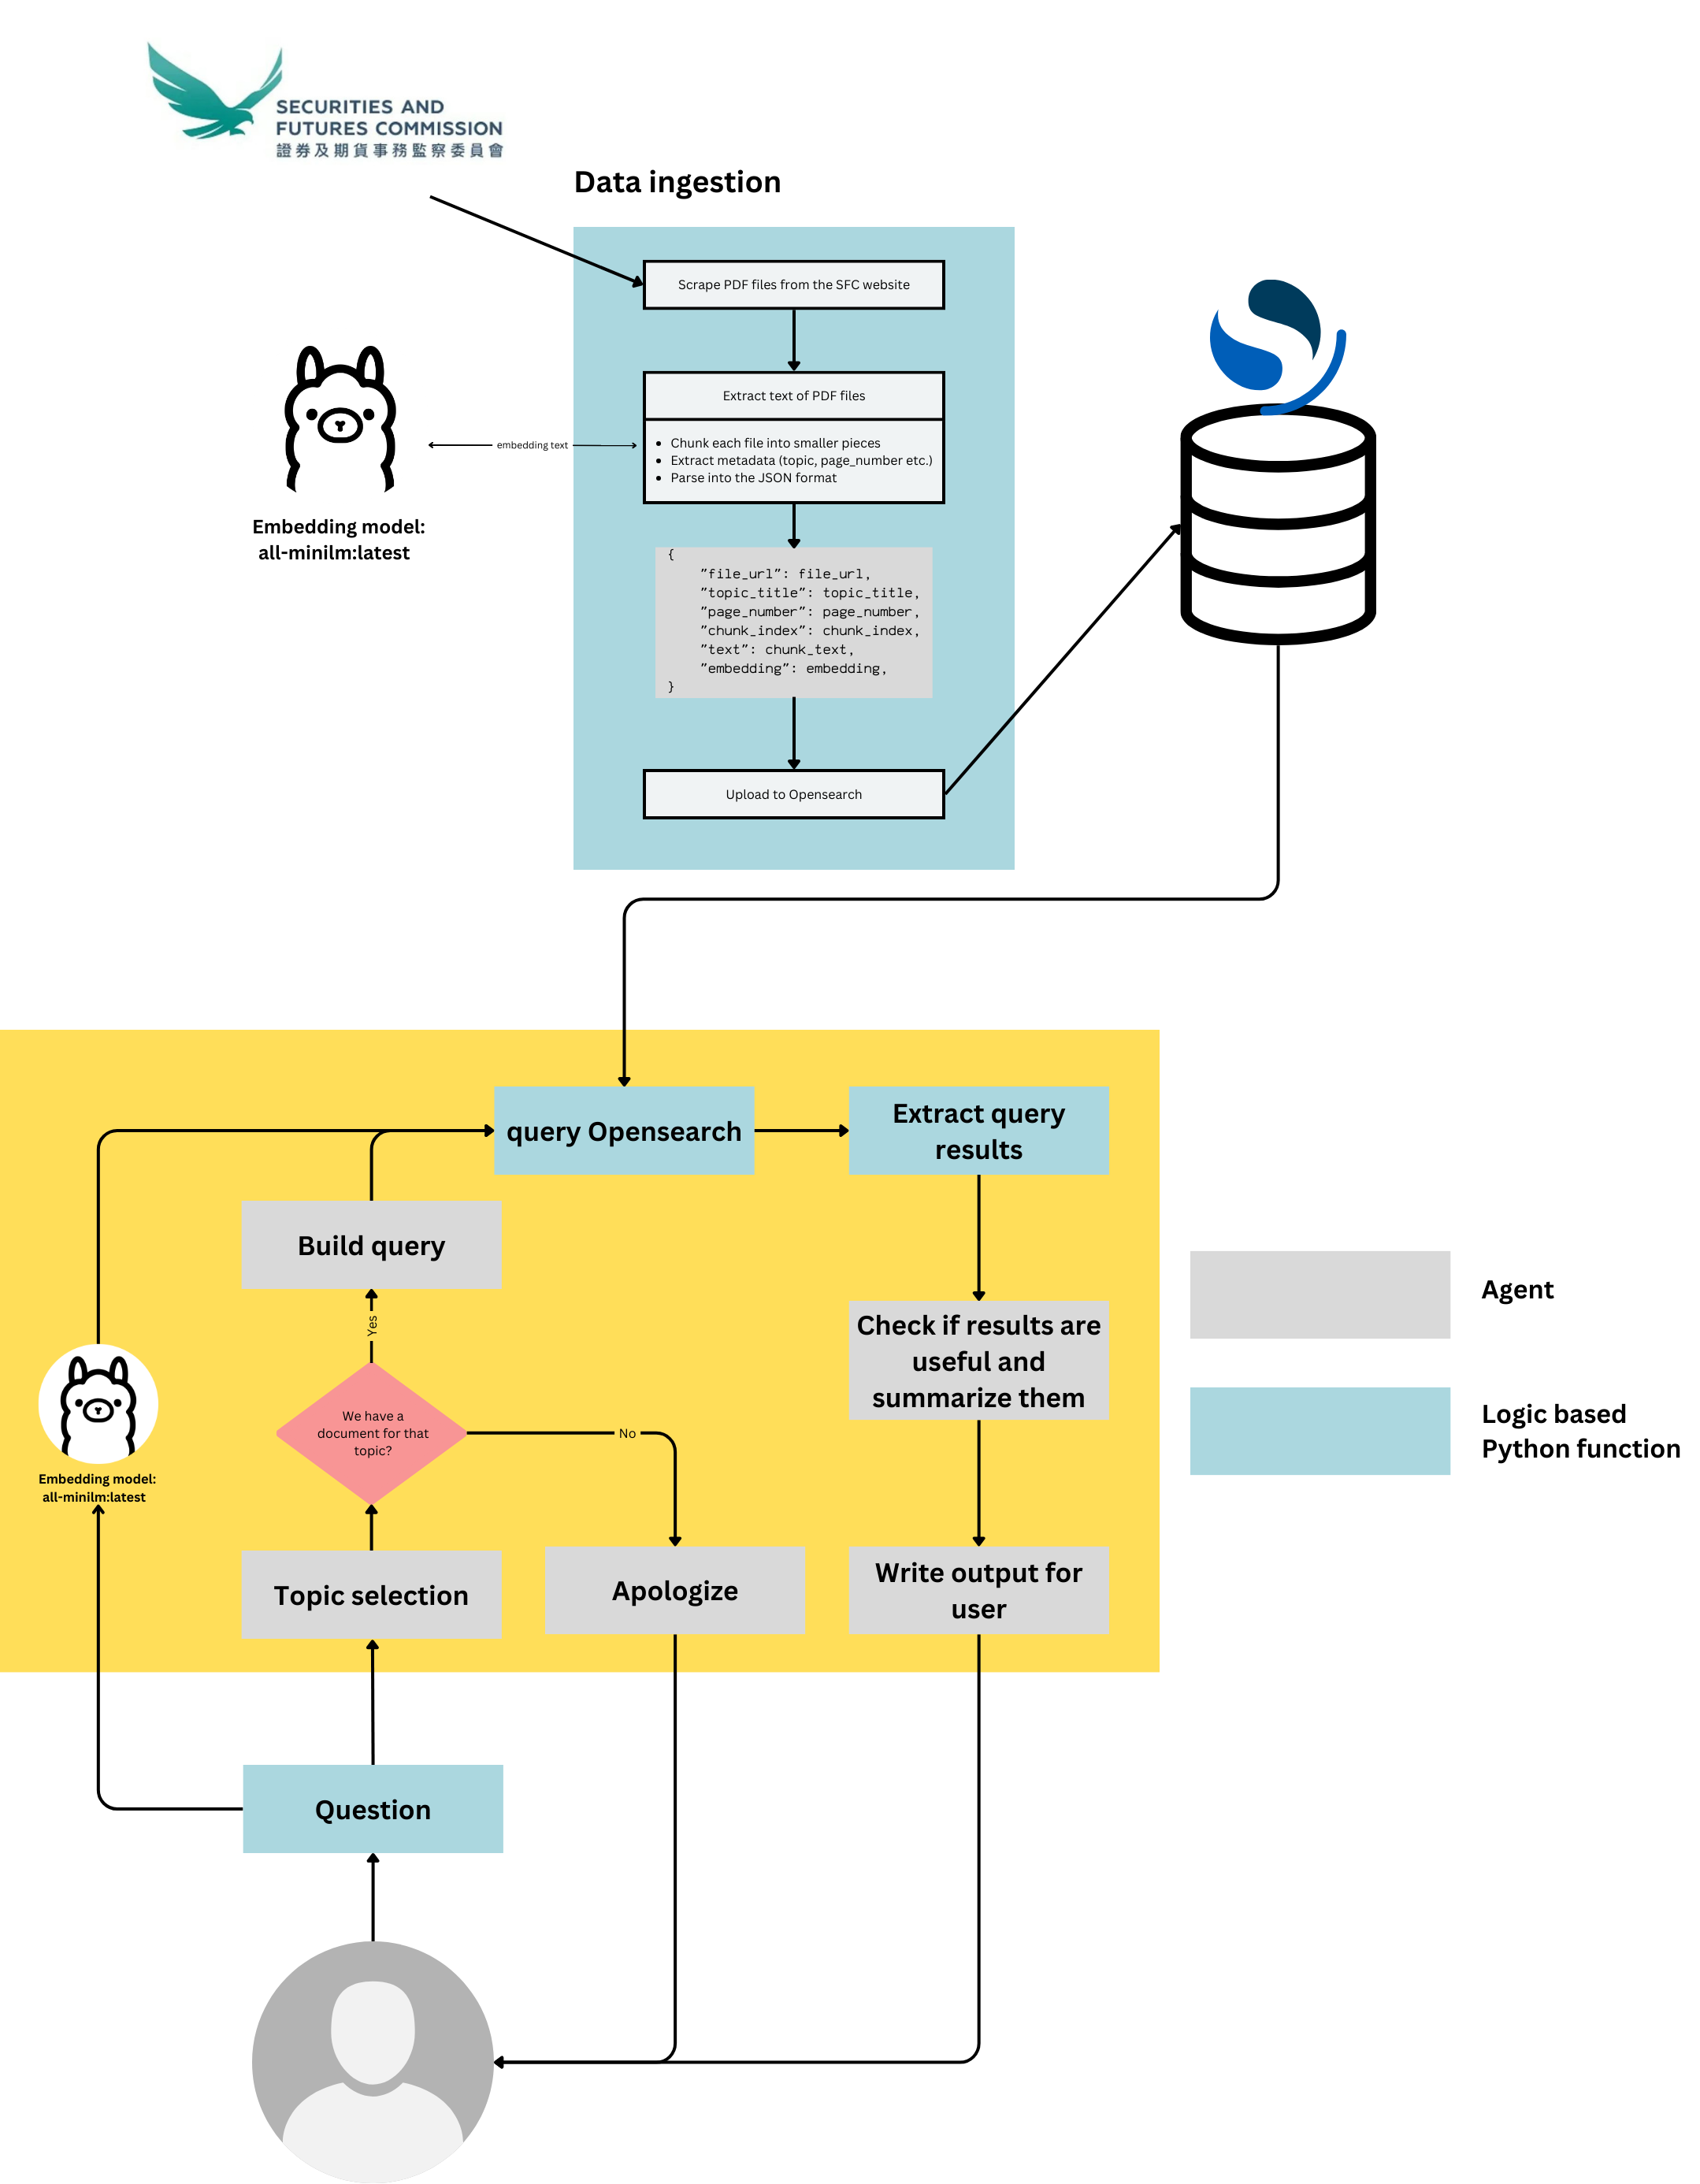 SECURITIES AND
FUTURES COMMISSION
證券及期貨事務監察委員會
Data ingestion
Scrape PDF files from the SFC website
Extract text of PDF files
• Chunk each file into smaller pieces
• Extract metadata (topic, page_number etc.)
• Parse into the JSON format
embedding text
Embedding model:
all-minilm:latest
{
"file_url": file_url,
"topic_title": topic_title,
"page_number": page_number,
"chunk_index": chunk_index,
"text": chunk_text,
"embedding": embedding,
}
Upload to Opensearch
query Opensearch
Extract query
results
Build query
Yes
We have a
document for that
topic?
No
Check if results are
useful and
summarize them
Embedding model:
all-minilm:latest
Topic selection
Apologize
Write output for
user
Agent
Logic based
Python function
Question